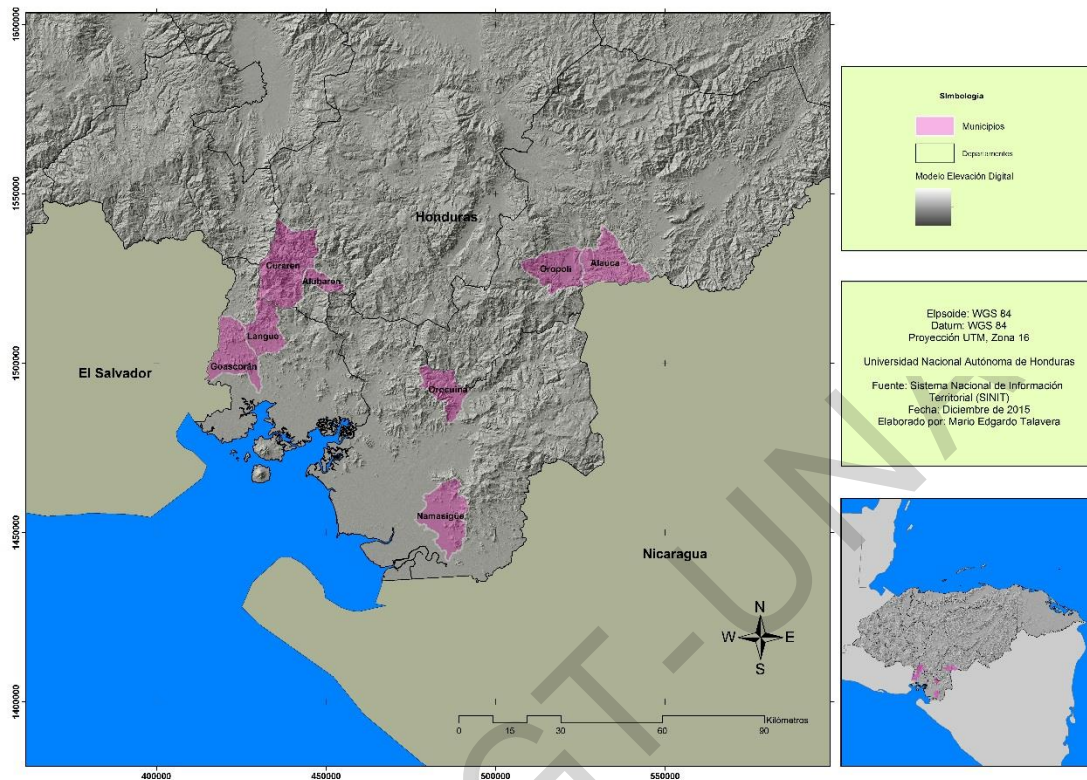 1600000
1550000
1500000
1450000
1400000
400000
450000
500000
550000
Honduras
El Salvador
Nicaragua
Curaren
Alubaren
Langue
Goascorán
Oropolí
Alauca
Orocuina
Namasigüe
N
W
E
S
0
15
30
60
90
Kilómetros
Simbología
Municipios
Departamentos
Modelo Elevación Digital
Elpsoide: WGS 84
Datum: WGS 84
Proyección UTM, Zona 16
Universidad Nacional Autónoma de Honduras
Fuente: Sistema Nacional de Información
Territorial (SINIT)
Fecha: Diciembre de 2015
Elaborado por: Mario Edgardo Talavera